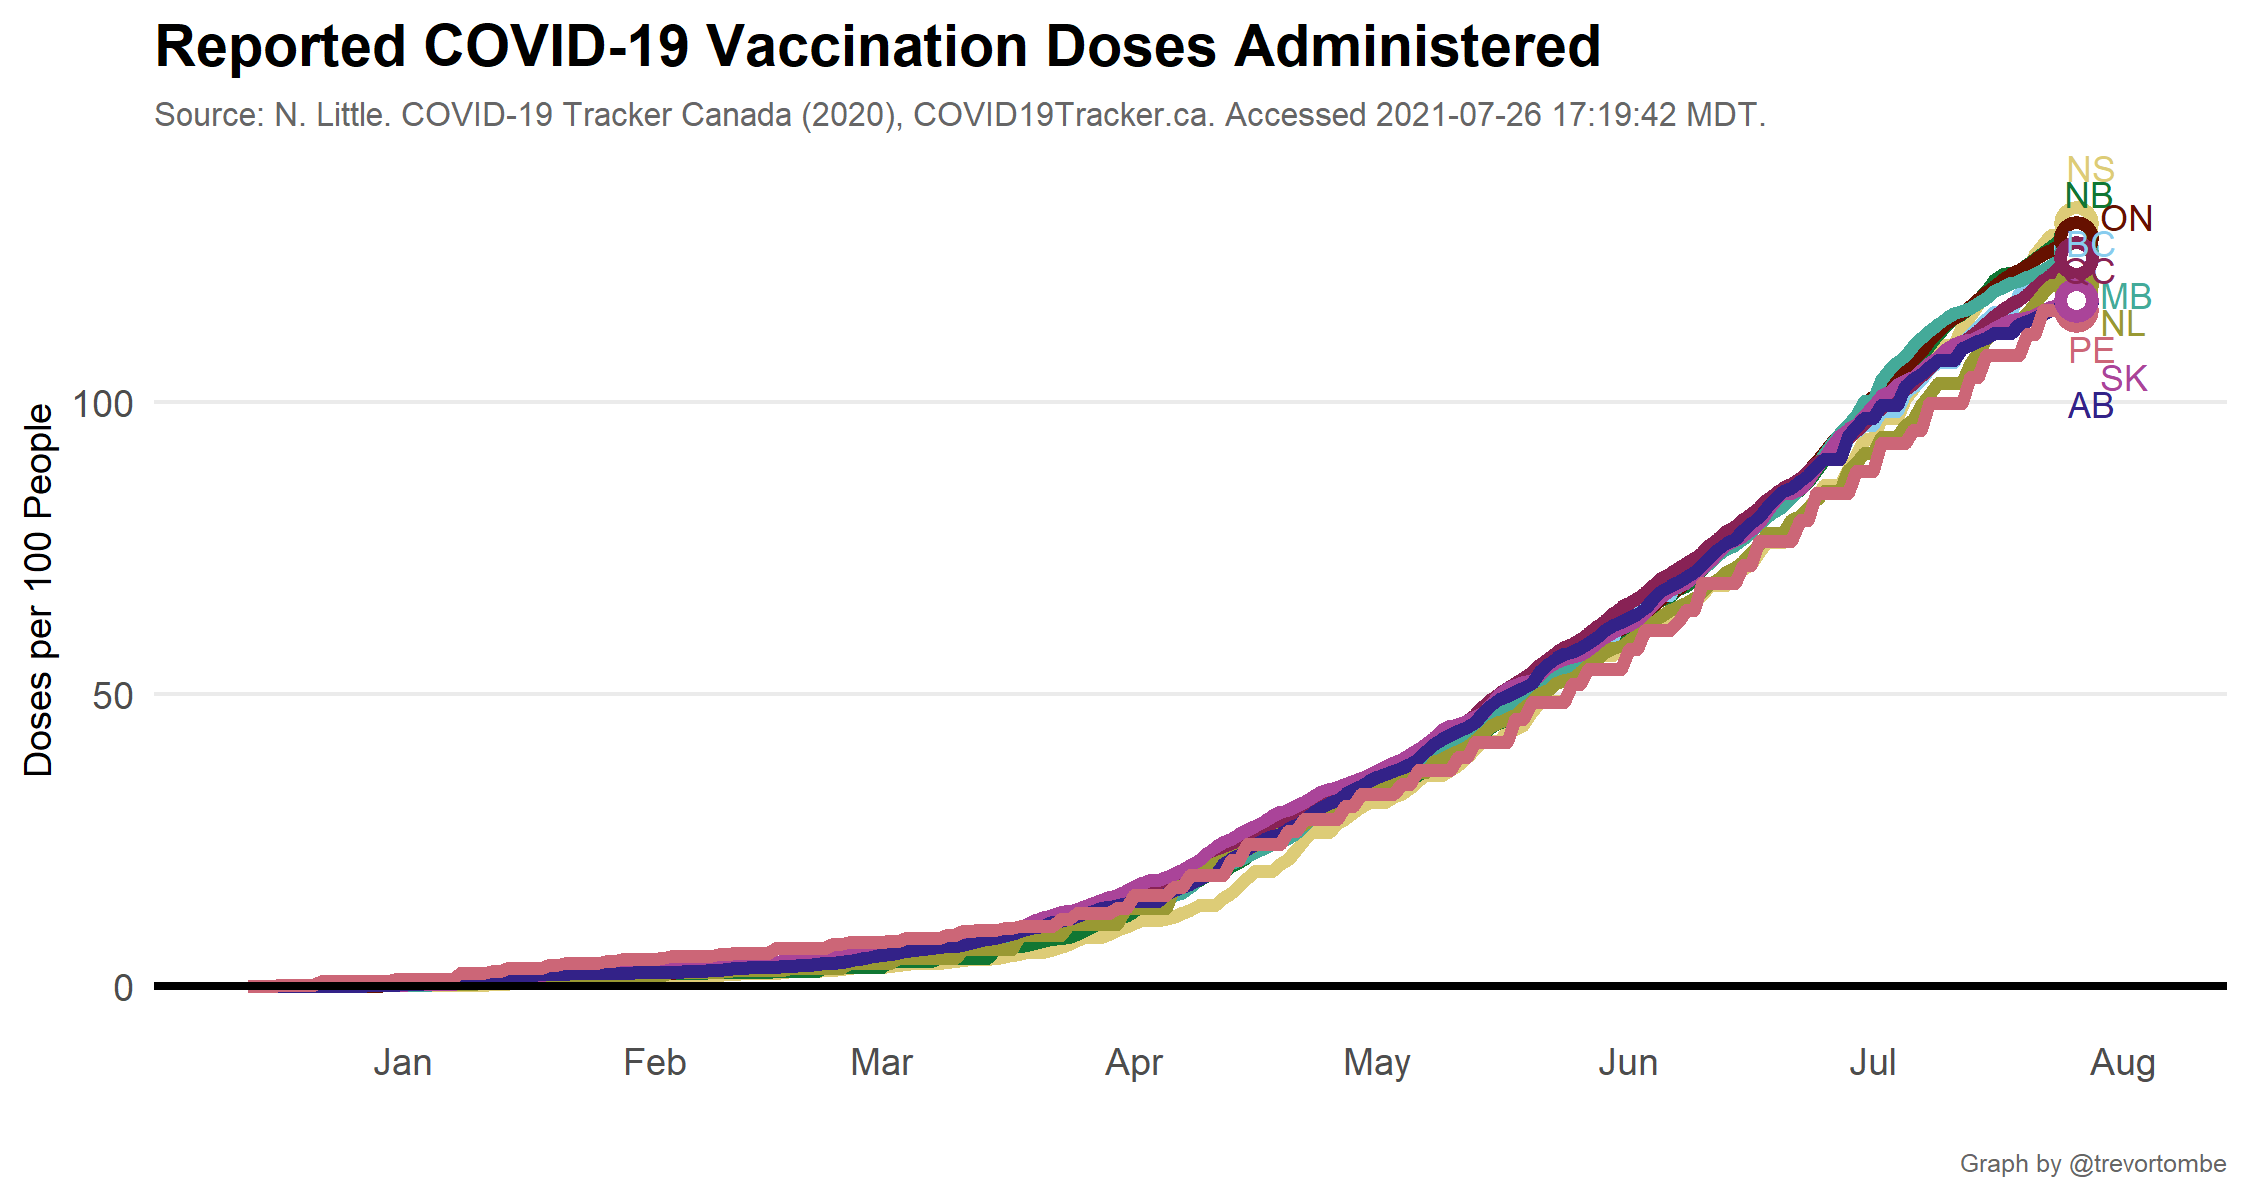 Reported COVID-19 Vaccination Doses Administered
Source: N. Little. COVID-19 Tracker Canada (2020), COVID19Tracker.ca. Accessed 2021-07-26 17:19:42 MDT.
NS
NB
ON
BC
QC
MB
NL
PE
SK
AB
Doses per 100 People
100
50
0
Jan Feb Mar Apr May Jun Jul Aug
Graph by @trevortombe